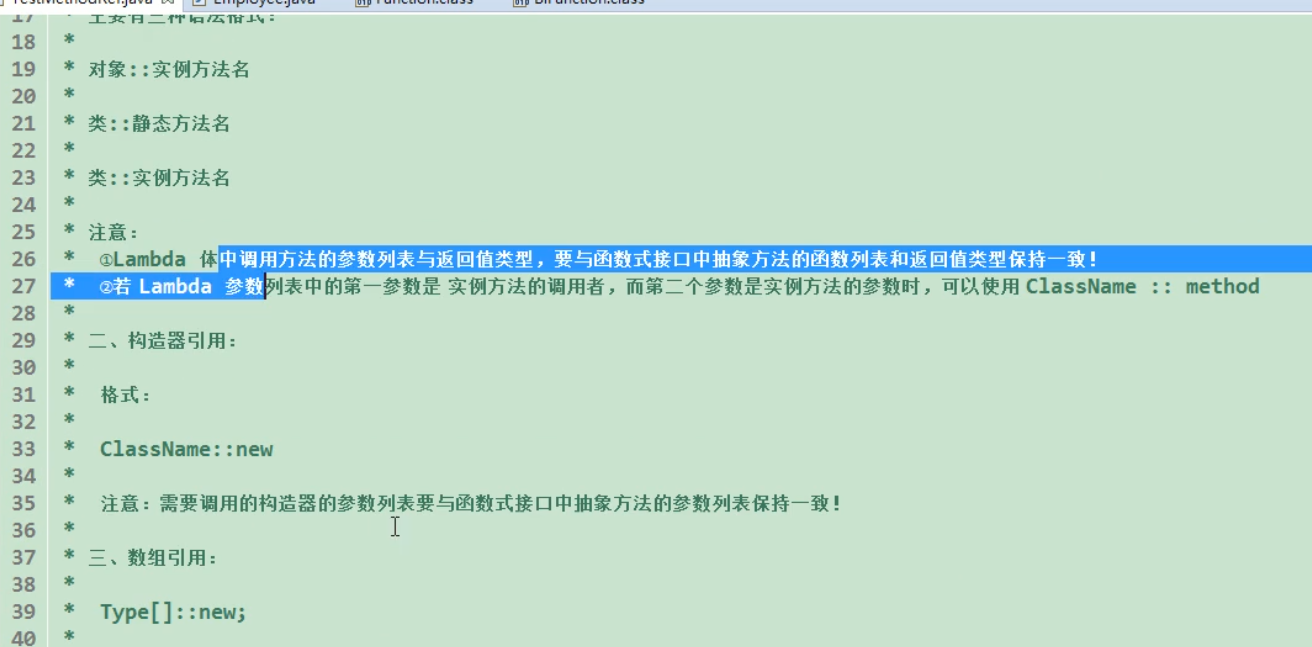 TestMethodRef.java Employee.java Function.class BiFunction.class
17 * 主要有三种语法格式：
18 *
19 * 对象::实例方法名
20 *
21 * 类::静态方法名
22 *
23 * 类::实例方法名
24 *
25 * 注意：
26 * ①Lambda 体中调用方法的参数列表与返回值类型，要与函数式接口中抽象方法的函数列表和返回值类型保持一致！
27 * ②若 Lambda 参数列表中的第一参数是 实例方法的调用者，而第二个参数是实例方法的参数时，可以使用 ClassName :: method
28 *
29 * 二、构造器引用：
30 *
31 * 格式：
32 *
33 * ClassName::new
34 *
35 * 注意：需要调用的构造器的参数列表要与函数式接口中抽象方法的参数列表保持一致！
36 *
37 * 三、数组引用：
38 *
39 * Type[]::new;
40 *